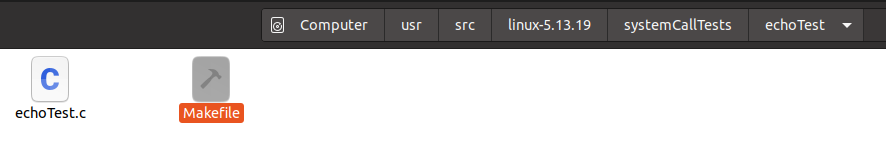 Computer usr src linux-5.13.19 systemCallTests echoTest
C
echoTest.c Makefile